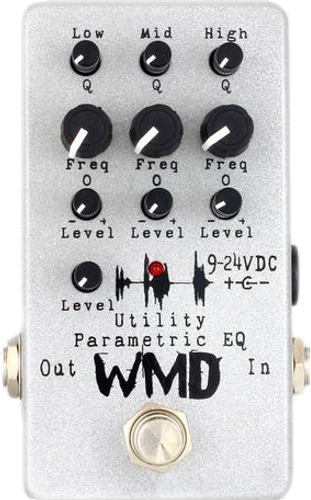 Low Mid High
Q Q Q
Freq Freq Freq
0 0 0
- + - + - +
Level Level Level
9-24VDC
Level
Utility
Parametric EQ
Out WMD In